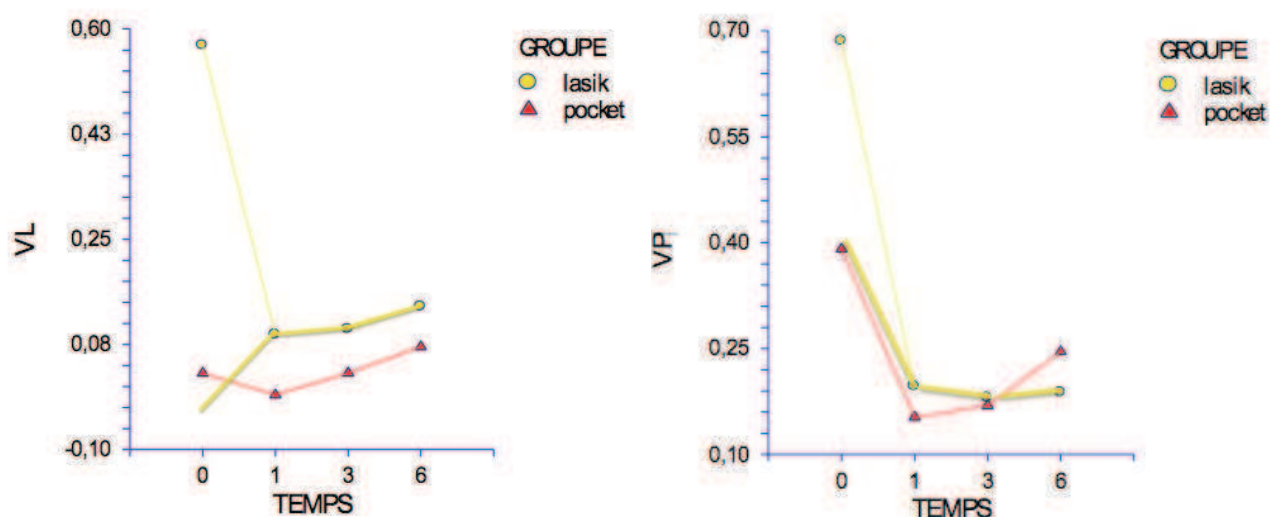 0,60
0,43
0,25
0,08
-0,10
VL
0 1 3 6
TEMPS
GROUPE
lasik
pocket
0,70
0,55
0,40
0,25
0,10
VP
0 1 3 6
TEMPS
GROUPE
lasik
pocket